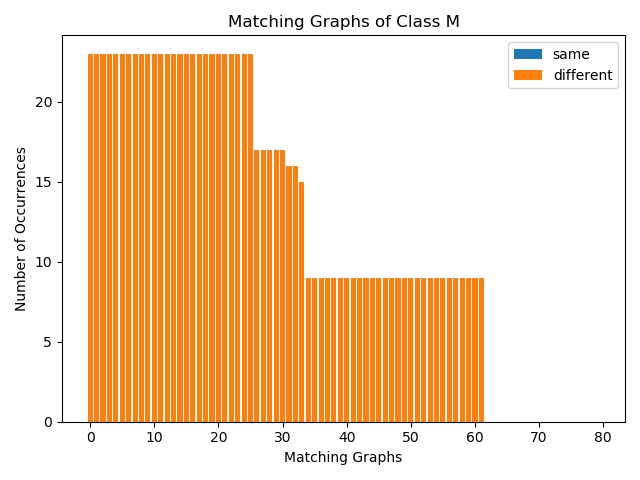 Matching Graphs of Class M
same
different
Number of Occurrences
20
15
10
5
0
0 10 20 30 40 50 60 70 80
Matching Graphs